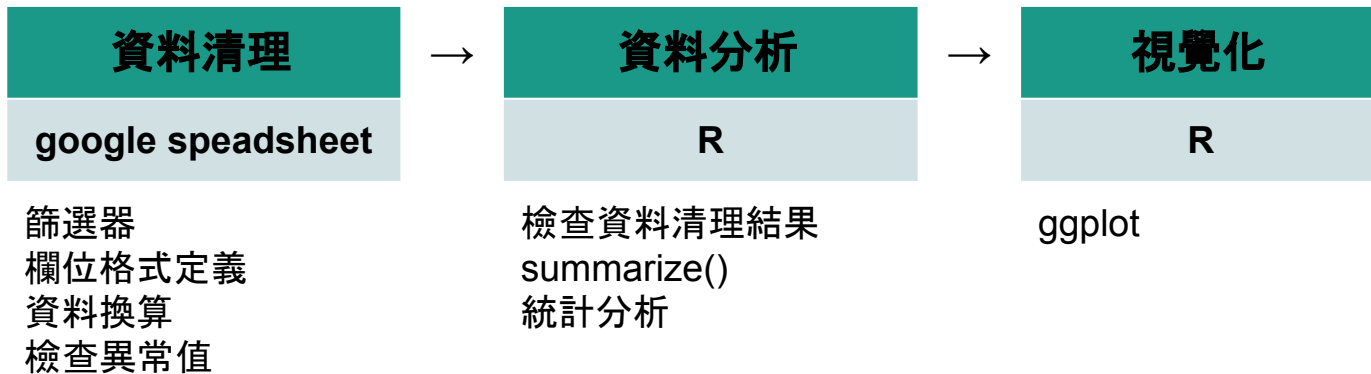 資料清理
→
資料分析
→
視覺化
google speadsheet
R
R
篩選器
欄位格式定義
資料換算
檢查異常值
檢查資料清理結果
summarize()
統計分析
ggplot